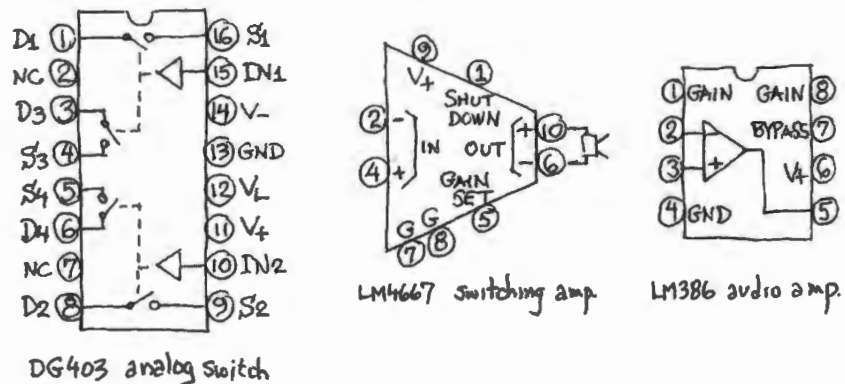 D1 1 16 S1
NC 2 15 IN1
D3 3 14 V-
S3 4 13 GND
S4 5 12 VL
D4 6 11 V+
NC 7 10 IN2
D2 8 9 S2
DG403 analog switch
9 1
V+
SHUT
DOWN
2 - + 10
IN OUT
4 + - 6
GAIN
SET
G G 5
7 8
LM4667 switching amp.
1 GAIN GAIN 8
2 - BYPASS 7
3 + V+ 6
4 GND 5
LM386 audio amp.